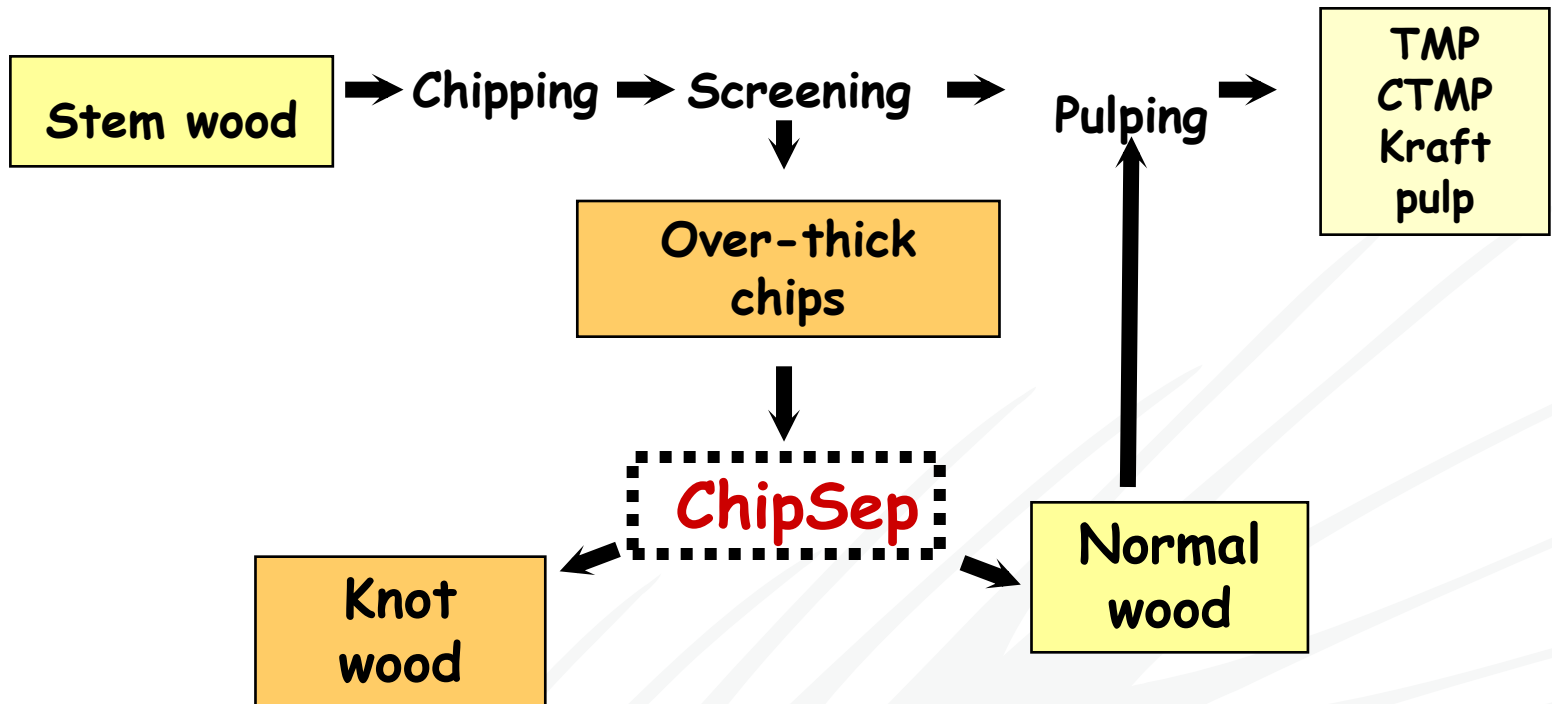 Stem wood
Chipping
Screening
Pulping
TMP
CTMP
Kraft
pulp
Over-thick
chips
ChipSep
Knot
wood
Normal
wood